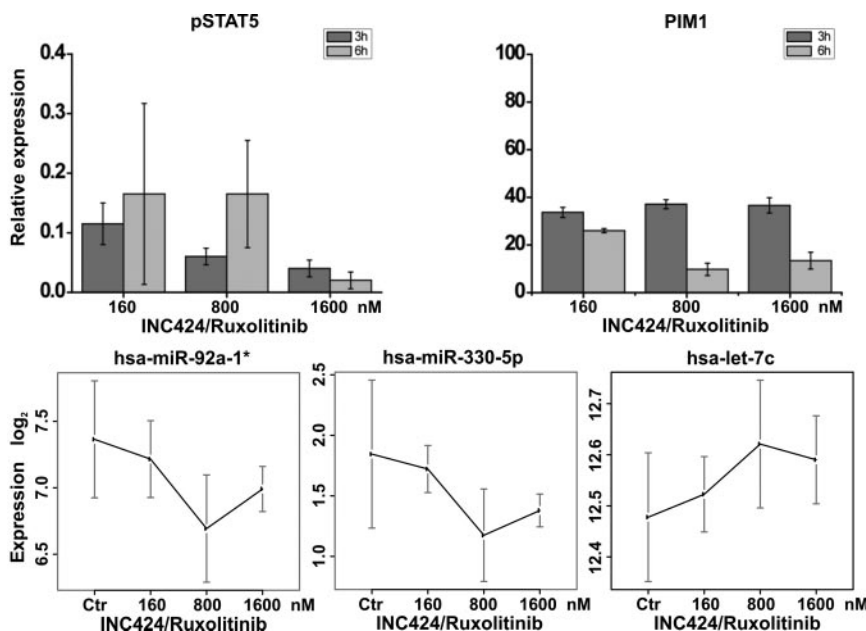 pSTAT5
3h
6h
Relative expression
0.4
0.3
0.2
0.1
0.0
160 800 1600 nM
INC424/Ruxolitinib
PIM1
3h
6h
100
80
60
40
20
0
160 800 1600 nM
INC424/Ruxolitinib
hsa-miR-92a-1*
Expression log₂
7.5
7.0
6.5
Ctr 160 800 1600 nM
INC424/Ruxolitinib
hsa-miR-330-5p
2.5
2.0
1.5
1.0
Ctr 160 800 1600 nM
INC424/Ruxolitinib
hsa-let-7c
12.7
12.6
12.5
12.4
Ctr 160 800 1600 nM
INC424/Ruxolitinib